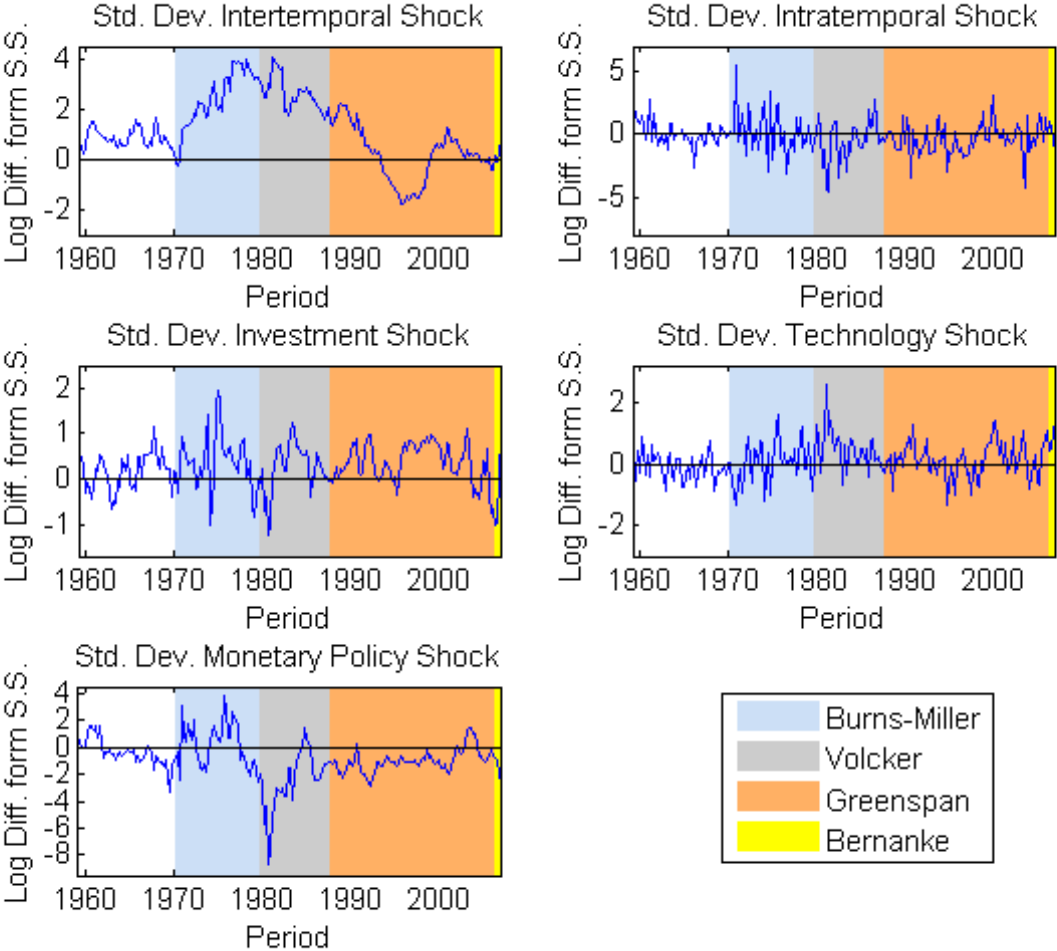 Std. Dev. Intertemporal Shock
Log Diff. form S.S.
4
2
0
-2
1960 1970 1980 1990 2000
Period
Std. Dev. Intratemporal Shock
Log Diff. form S.S.
5
0
-5
1960 1970 1980 1990 2000
Period
Std. Dev. Investment Shock
Log Diff. form S.S.
2
1
0
-1
1960 1970 1980 1990 2000
Period
Std. Dev. Technology Shock
Log Diff. form S.S.
2
0
-2
1960 1970 1980 1990 2000
Period
Std. Dev. Monetary Policy Shock
Log Diff. form S.S.
4
2
0
-2
-4
-6
-8
1960 1970 1980 1990 2000
Period
Burns-Miller
Volcker
Greenspan
Bernanke